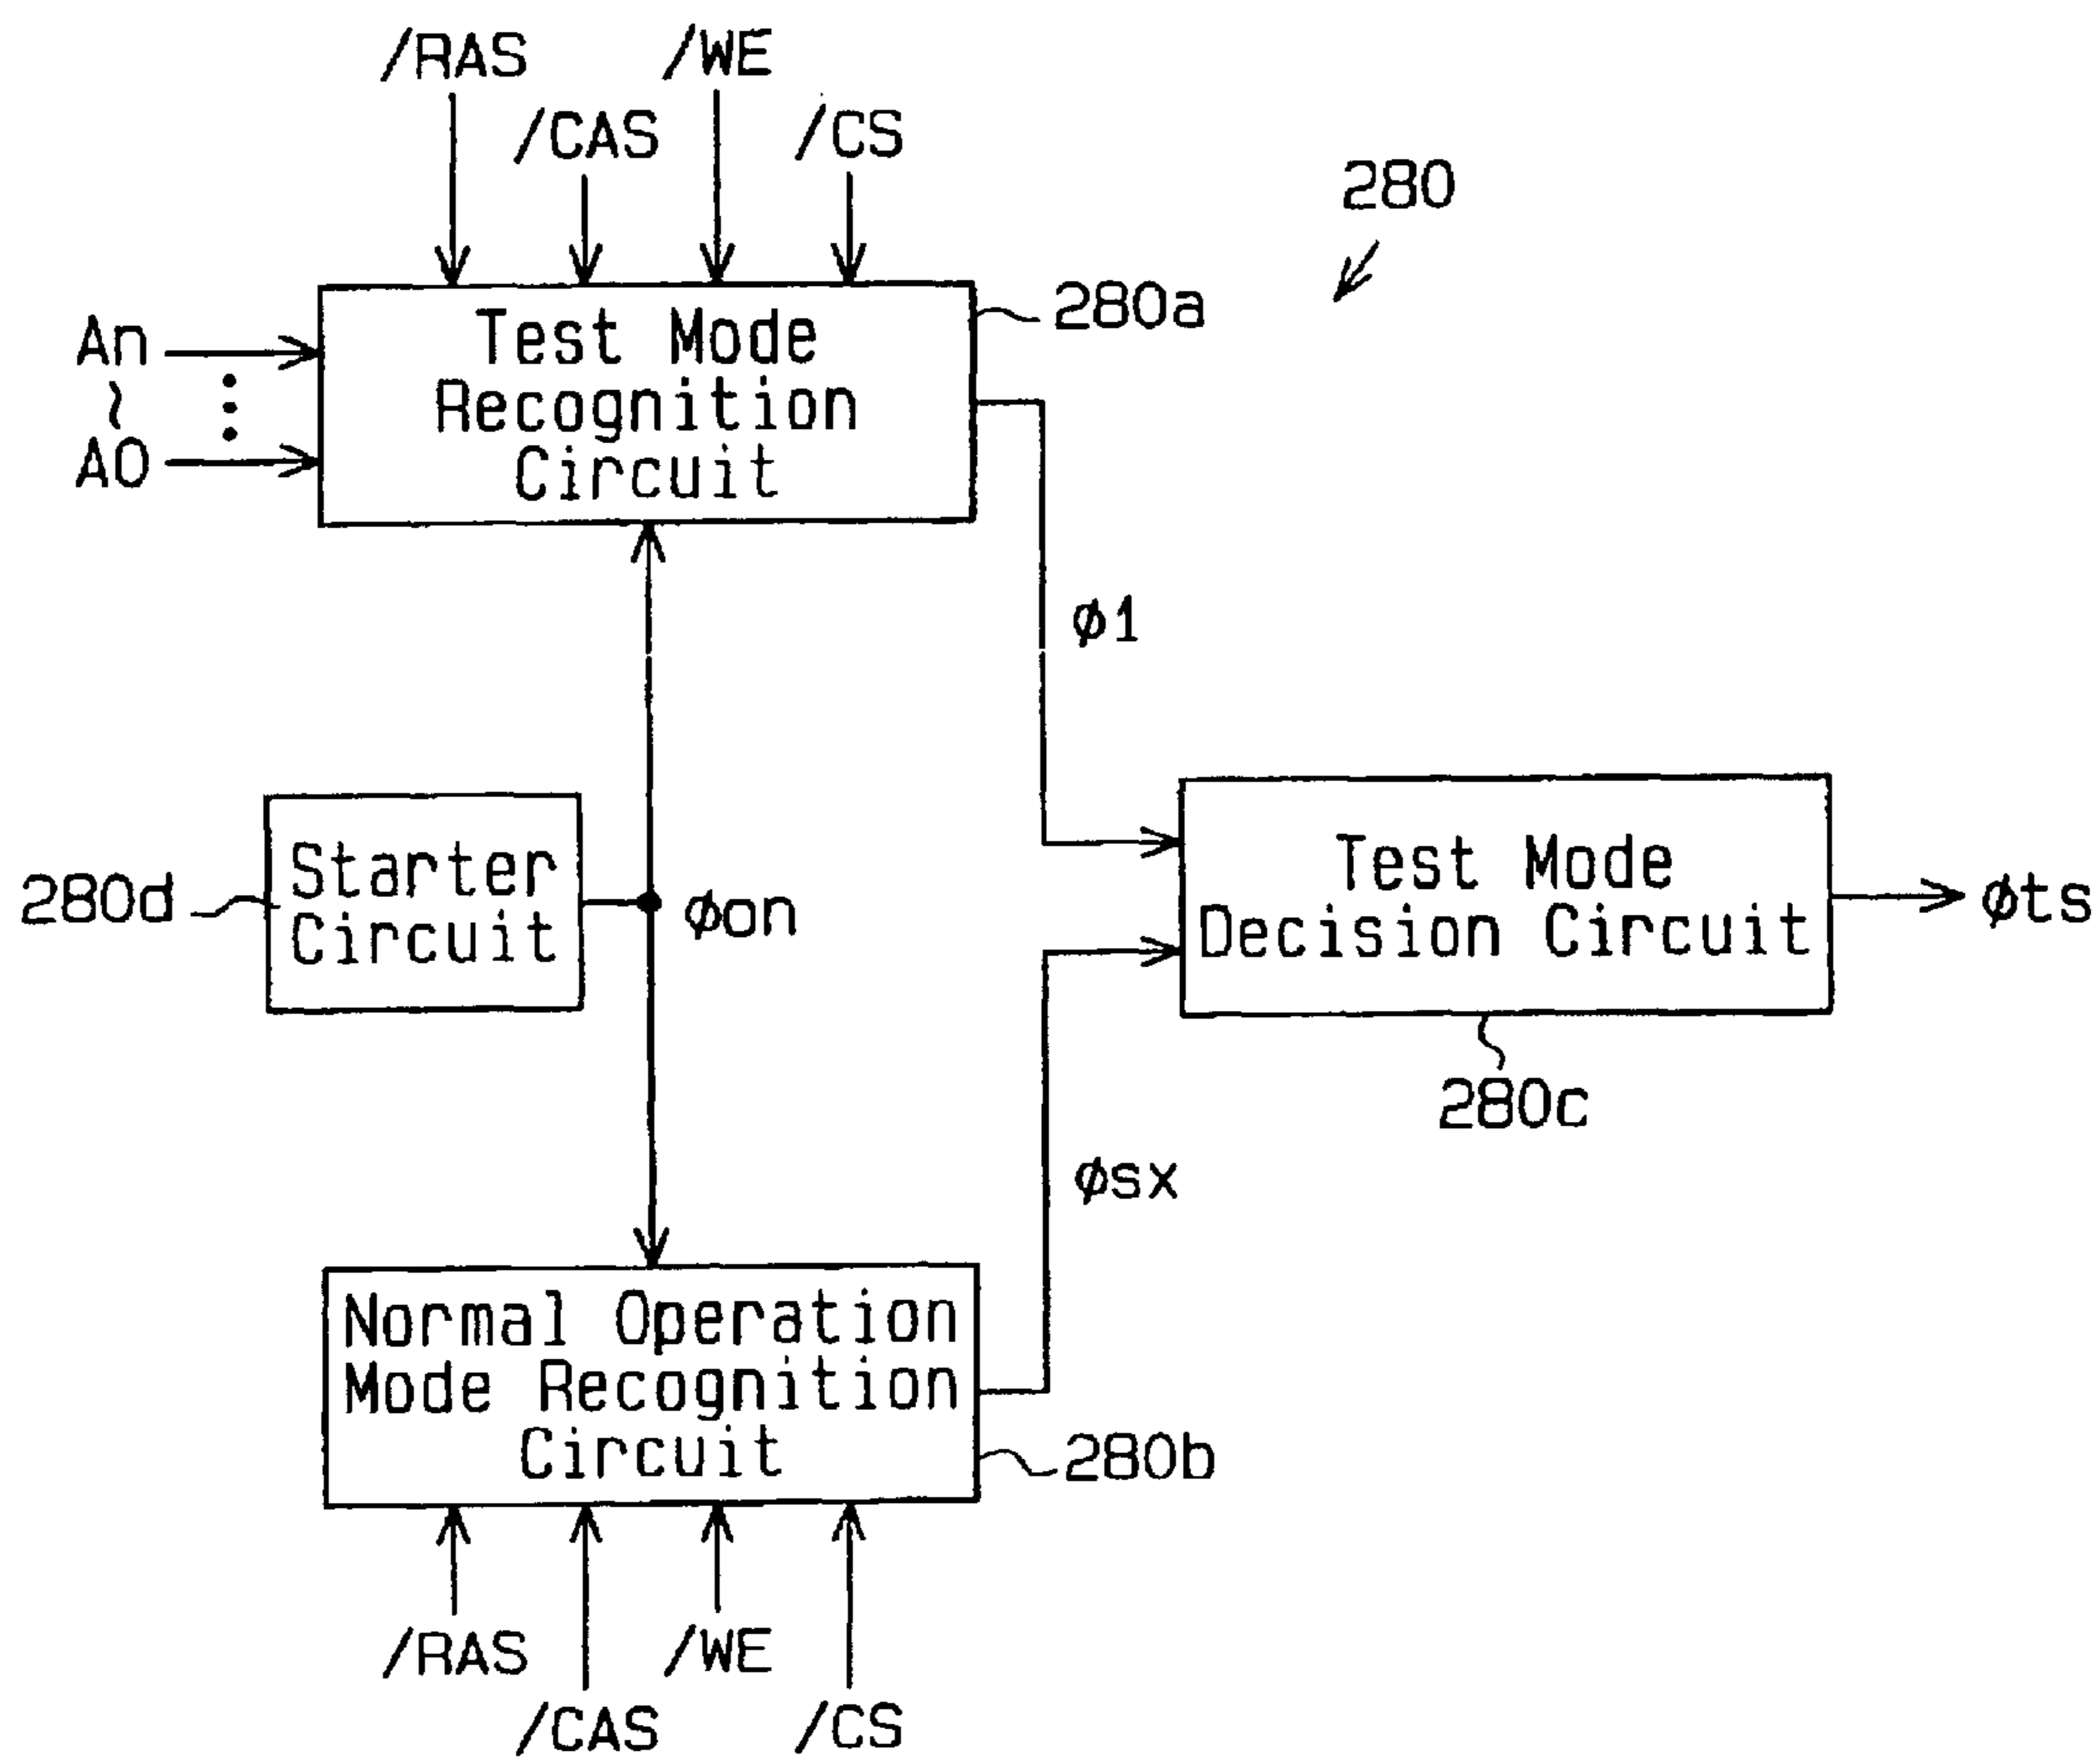 /RAS
/WE
/CAS
/CS
280
280a
An
~
A0
Test Mode
Recognition
Circuit
φ1
280d
Starter
Circuit
φon
Test Mode
Decision Circuit
φts
280c
φsx
Normal Operation
Mode Recognition
Circuit
280b
/RAS
/WE
/CAS
/CS